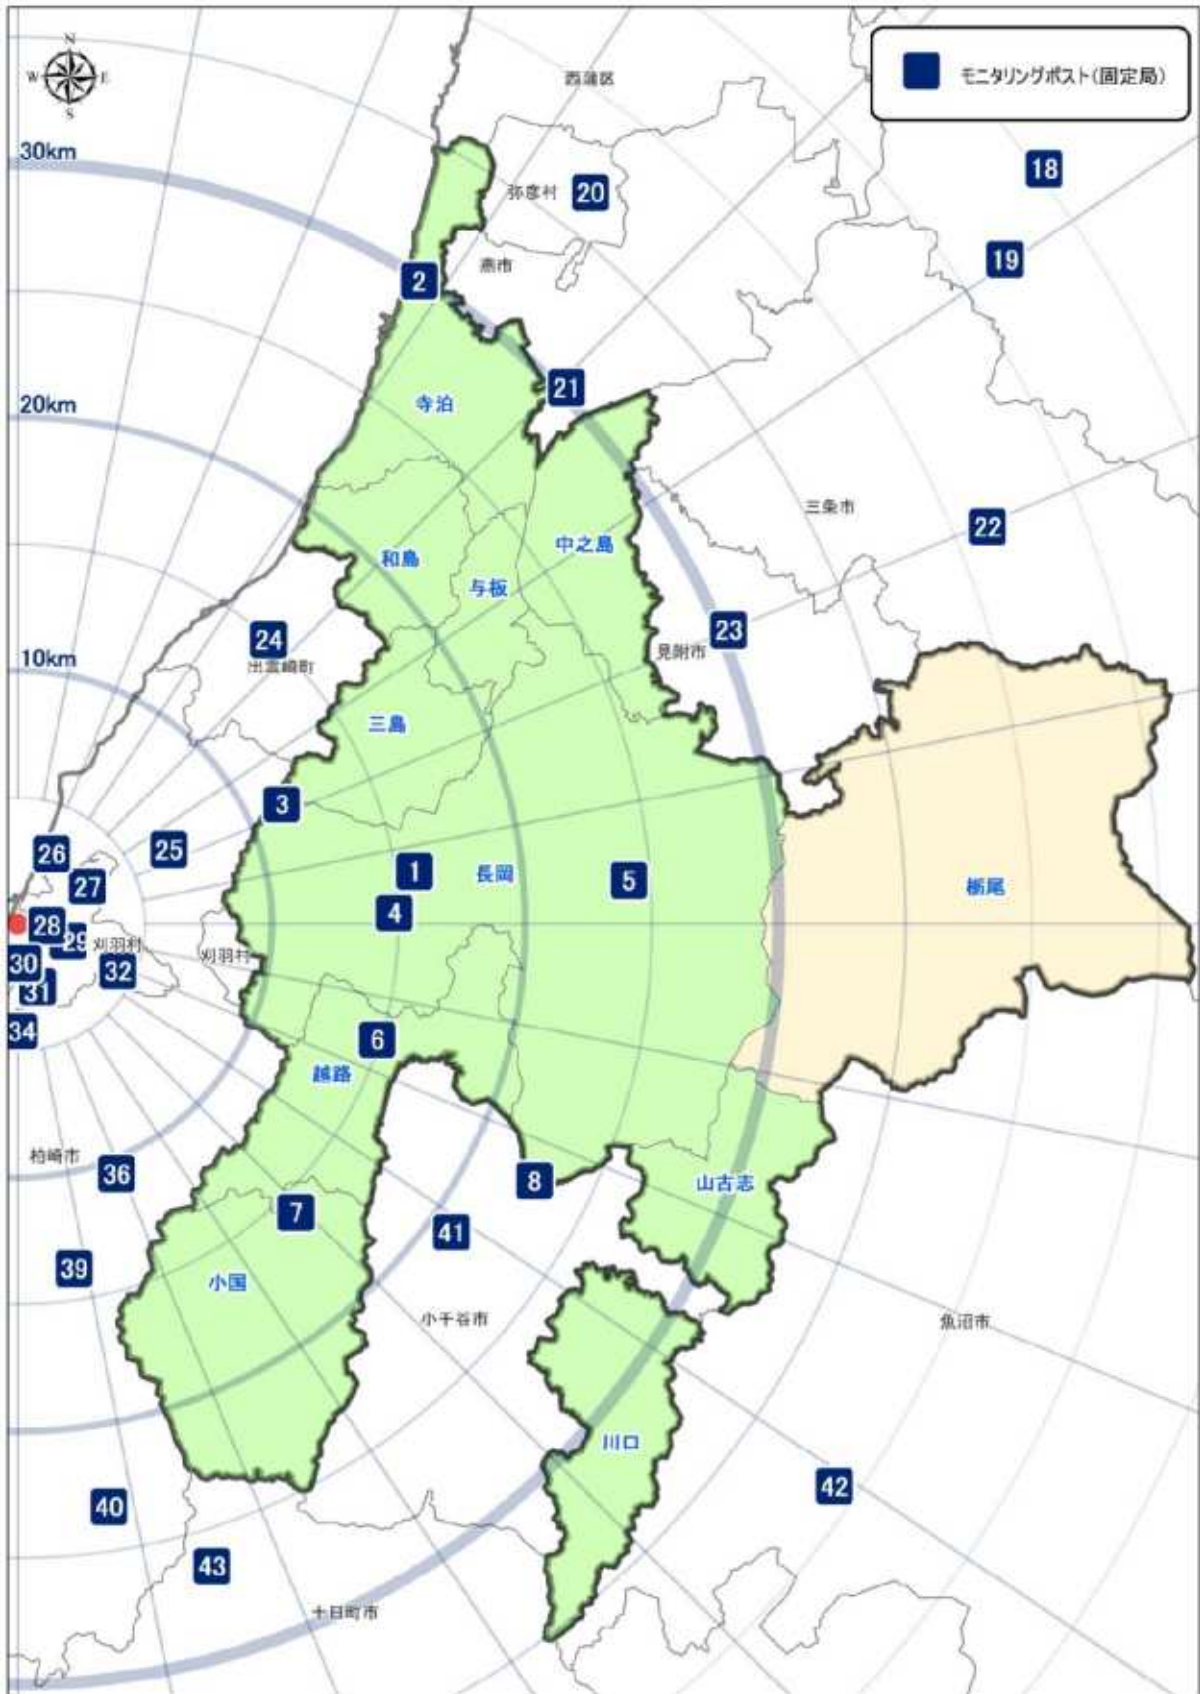 N
W
E
S
モニタリングポスト(固定局)
西蒲区
30km
18
弥彦村
20
19
燕市
2
21
20km
寺泊
三条市
22
中之島
和島
与板
23
24
見附市
出雲崎町
10km
三島
3
26
25
1
27
長岡
5
栃尾
4
28
29
刈羽村
刈羽村
30
32
31
34
6
越路
柏崎市
36
8
山古志
7
41
39
小国
小千谷市
魚沼市
川口
42
40
43
十日町市